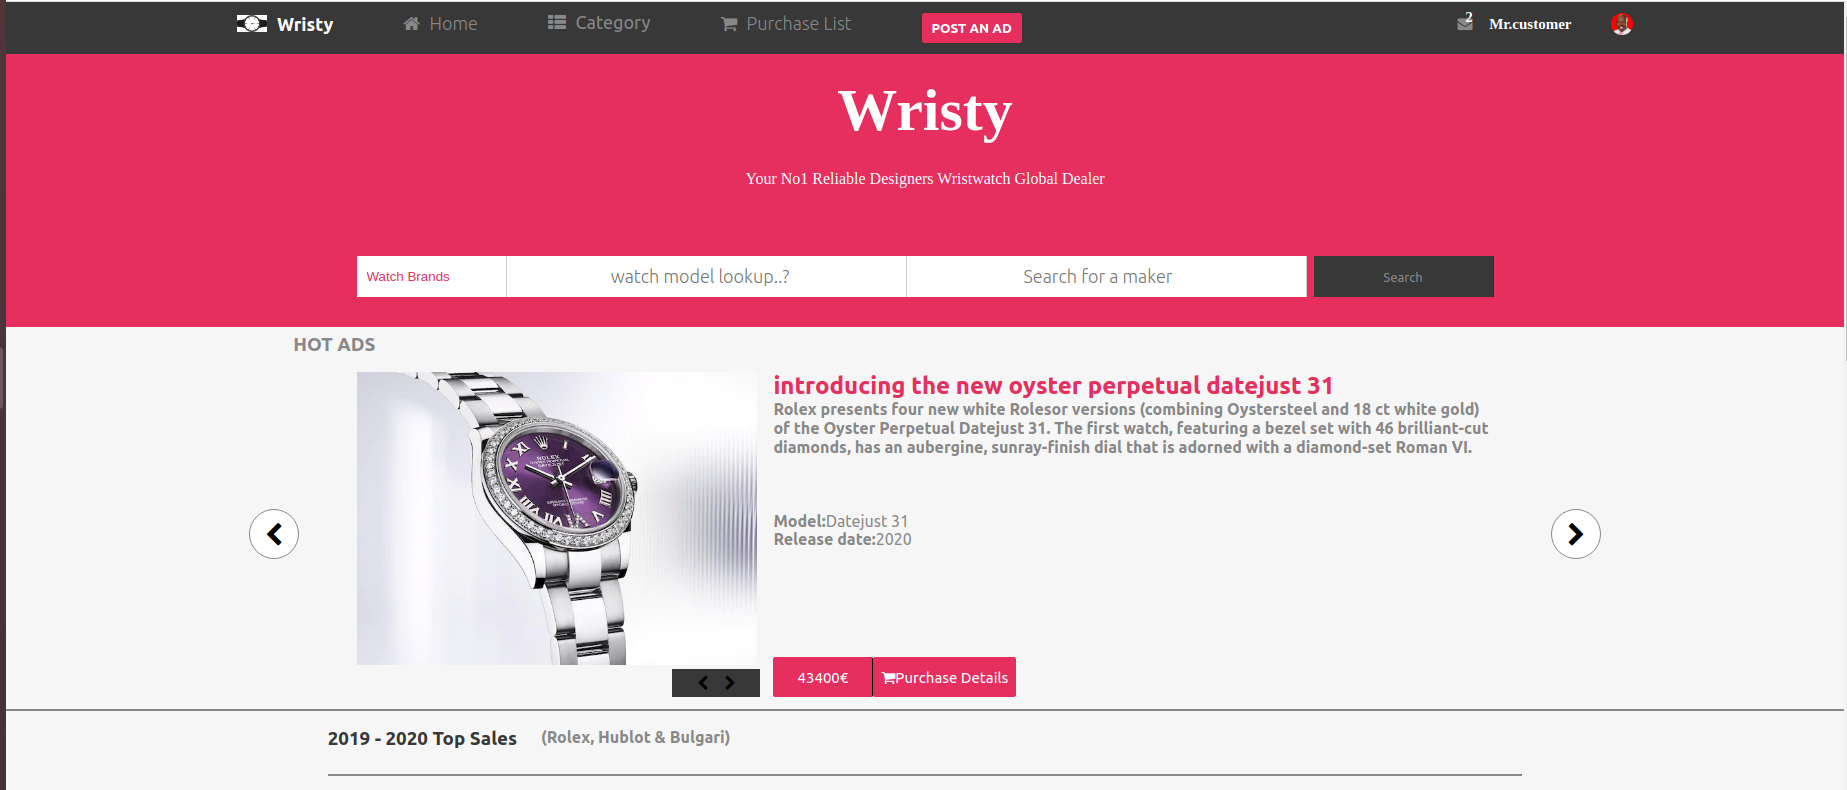 Wristy
Home
Category
Purchase List
POST AN AD
2
Mr.customer
Wristy
Your No1 Reliable Designers Wristwatch Global Dealer
Watch Brands
watch model lookup..?
Search for a maker
Search
HOT ADS
ROLEX
introducing the new oyster perpetual datejust 31
Rolex presents four new white Rolesor versions (combining Oystersteel and 18 ct white gold)
of the Oyster Perpetual Datejust 31. The first watch, featuring a bezel set with 46 brilliant-cut
diamonds, has an aubergine, sunray-finish dial that is adorned with a diamond-set Roman VI.
Model:Datejust 31
Release date:2020
43400€
Purchase Details
2019 - 2020 Top Sales
(Rolex, Hublot & Bulgari)